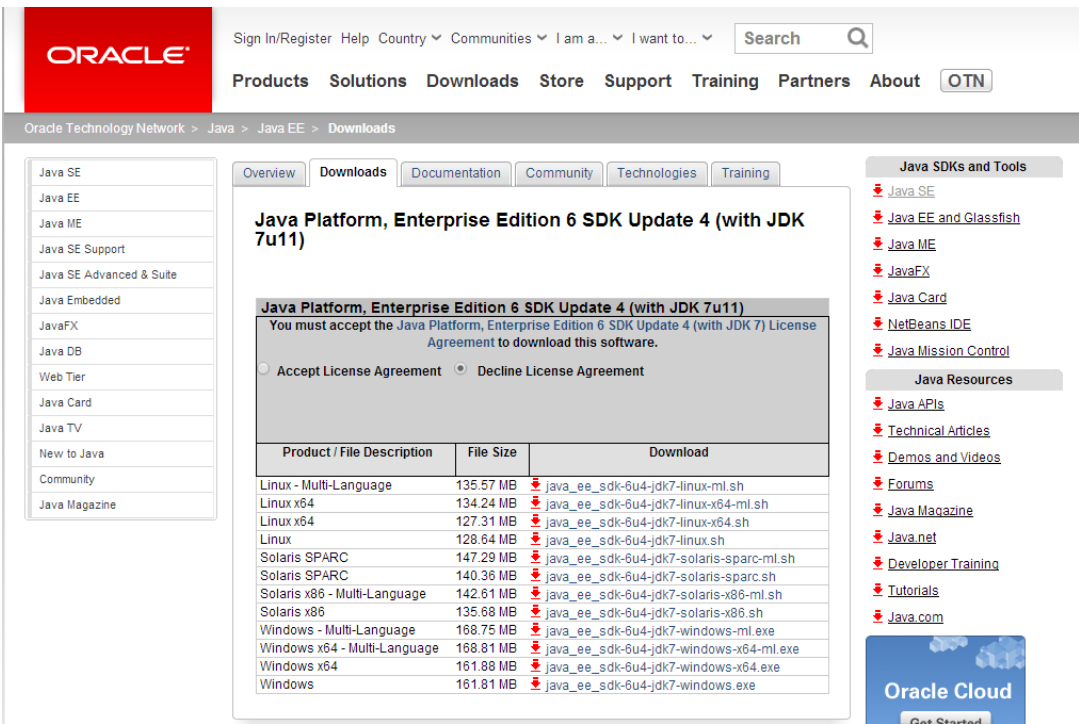 ORACLE
Sign In/Register Help Country Communities I am a... I want to... Search
Products Solutions Downloads Store Support Training Partners About OTN
Oracle Technology Network > Java > Java EE > Downloads
Java SE
Java EE
Java ME
Java SE Support
Java SE Advanced & Suite
Java Embedded
JavaFX
Java DB
Web Tier
Java Card
Java TV
New to Java
Community
Java Magazine
Overview Downloads Documentation Community Technologies Training
Java Platform, Enterprise Edition 6 SDK Update 4 (with JDK
7u11)
Java Platform, Enterprise Edition 6 SDK Update 4 (with JDK 7u11)
You must accept the Java Platform, Enterprise Edition 6 SDK Update 4 (with JDK 7) License
Agreement to download this software.
Accept License Agreement Decline License Agreement
Product / File Description File Size Download
Linux - Multi-Language 135.57 MB java_ee_sdk-6u4-jdk7-linux-ml.sh
Linux x64 134.24 MB java_ee_sdk-6u4-jdk7-linux-x64-ml.sh
Linux x64 127.31 MB java_ee_sdk-6u4-jdk7-linux-x64.sh
Linux 128.64 MB java_ee_sdk-6u4-jdk7-linux.sh
Solaris SPARC 147.29 MB java_ee_sdk-6u4-jdk7-solaris-sparc-ml.sh
Solaris SPARC 140.36 MB java_ee_sdk-6u4-jdk7-solaris-sparc.sh
Solaris x86 - Multi-Language 142.61 MB java_ee_sdk-6u4-jdk7-solaris-x86-ml.sh
Solaris x86 135.68 MB java_ee_sdk-6u4-jdk7-solaris-x86.sh
Windows - Multi-Language 168.75 MB java_ee_sdk-6u4-jdk7-windows-ml.exe
Windows x64 - Multi-Language 168.81 MB java_ee_sdk-6u4-jdk7-windows-x64-ml.exe
Windows x64 161.88 MB java_ee_sdk-6u4-jdk7-windows-x64.exe
Windows 161.81 MB java_ee_sdk-6u4-jdk7-windows.exe
Java SDKs and Tools
Java SE
Java EE and Glassfish
Java ME
JavaFX
Java Card
NetBeans IDE
Java Mission Control
Java Resources
Java APIs
Technical Articles
Demos and Videos
Forums
Java Magazine
Java.net
Developer Training
Tutorials
Java.com
Oracle Cloud
Get Started